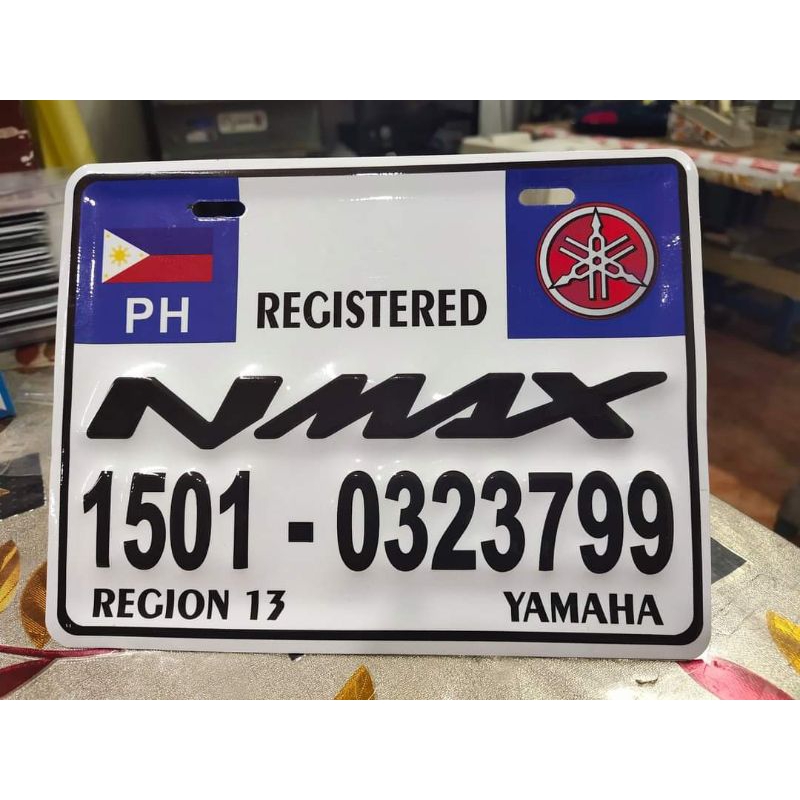 PH
REGISTERED
NMAX
1501 - 0323799
REGION 13
YAMAHA